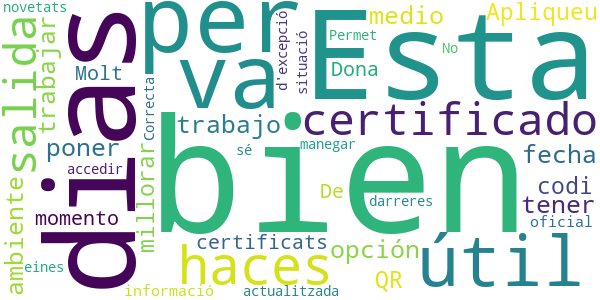 novetats
per
Esta
medio
Apliqueu
d'excepció
situació
Permet
No
Dona
salida
trabajar
dias
Molt
va
Correcta
certificado
trabajo
bien
poner
millorar
sé
manegar
fecha
accedir
ambiente
De
codi
tener
darreres
momento
oficial
certificats
opción
útil
eines
haces
QR
informació
actualitzada